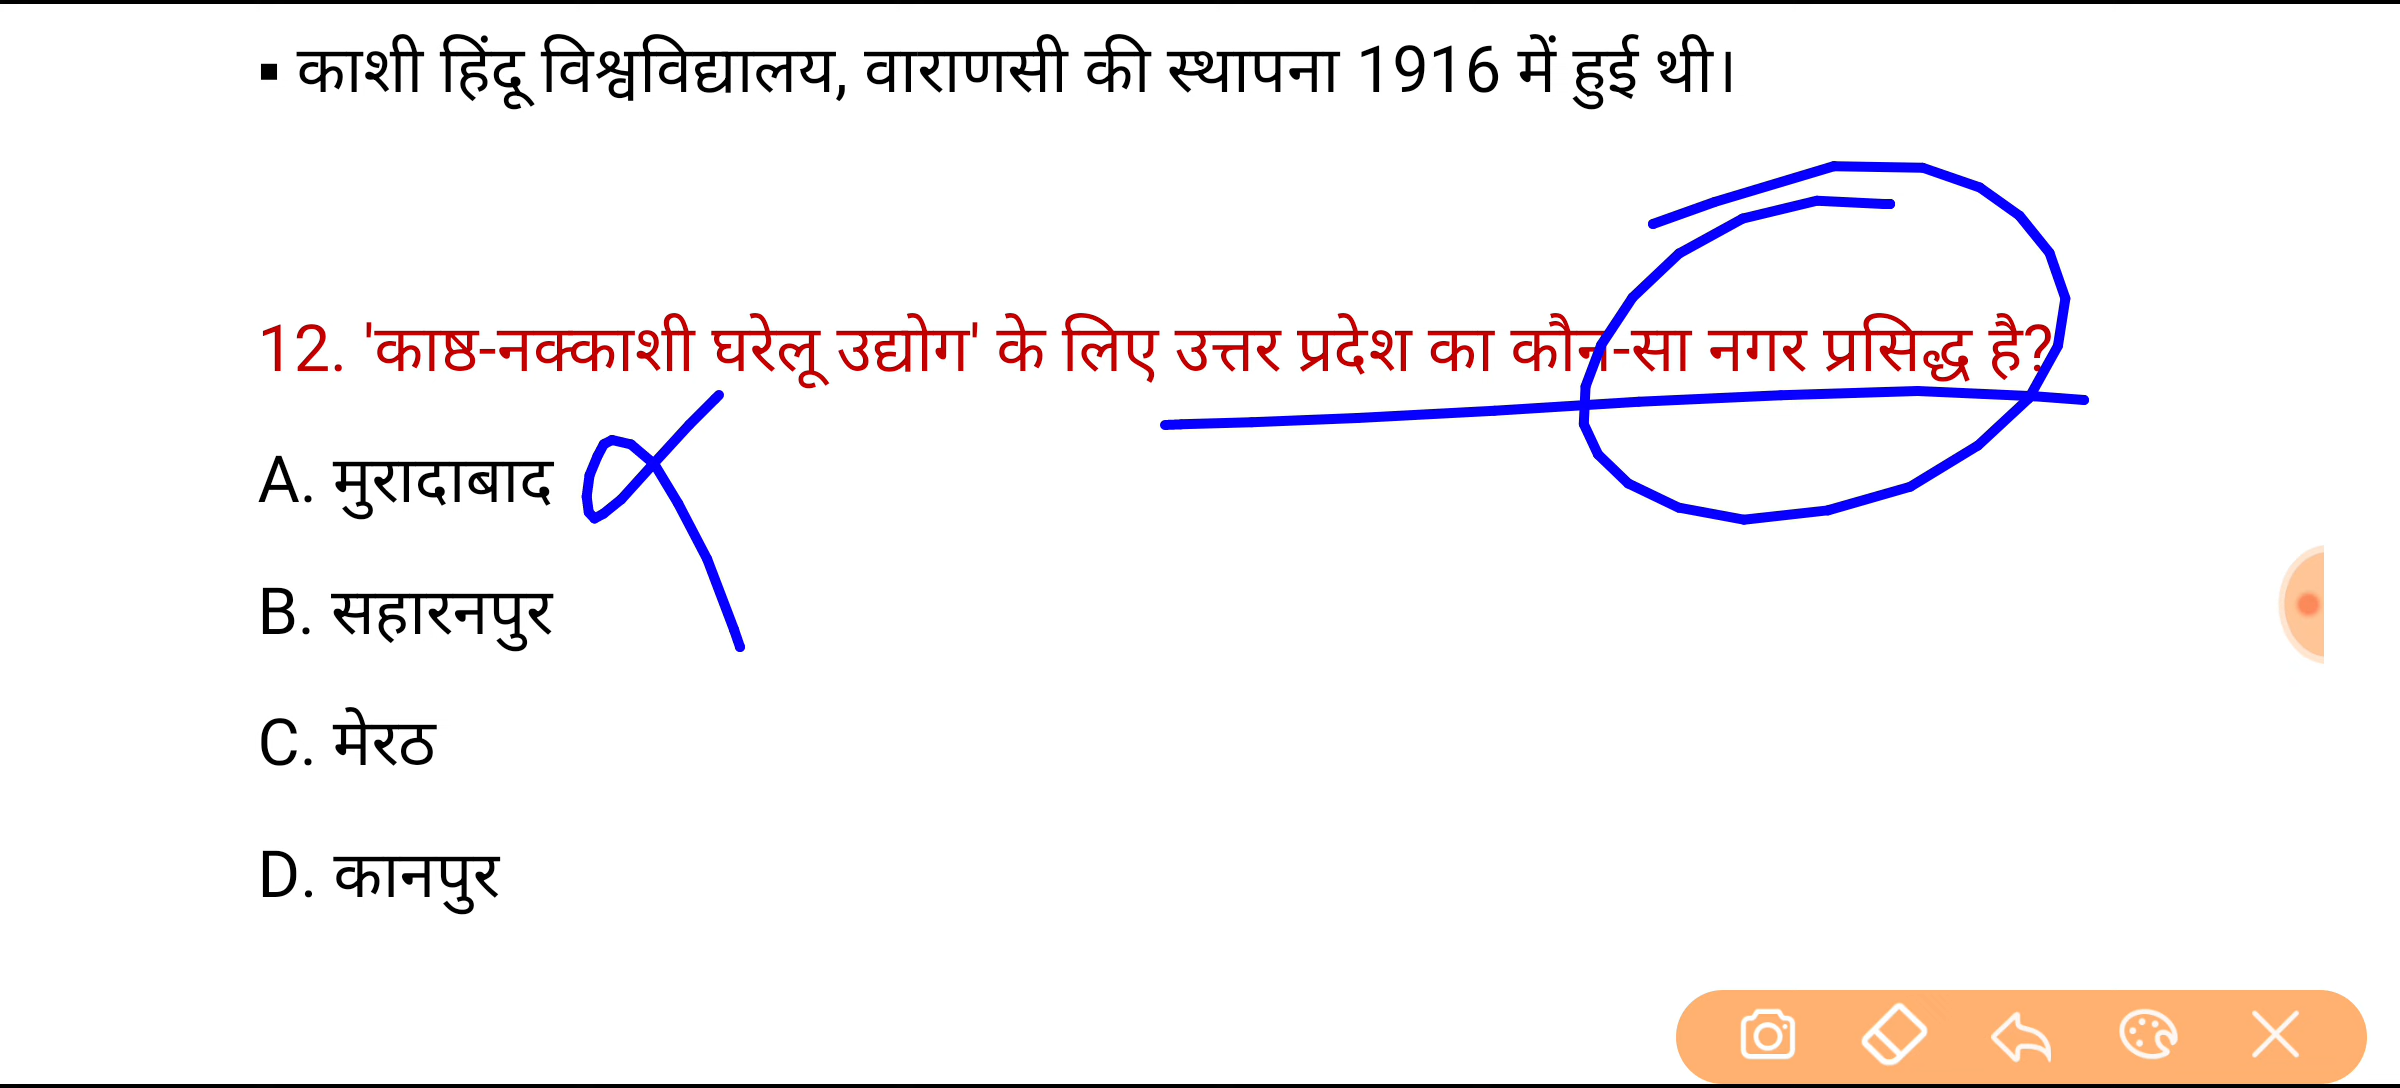 ▪ काशी हिंदू विश्वविद्यालय, वाराणसी की स्थापना 1916 में हुई थी।
12. 'काष्ठ-नक्काशी घरेलू उद्योग' के लिए उत्तर प्रदेश का कौन-सा नगर प्रसिद्ध है?
A. मुरादाबाद
B. सहारनपुर
C. मेरठ
D. कानपुर